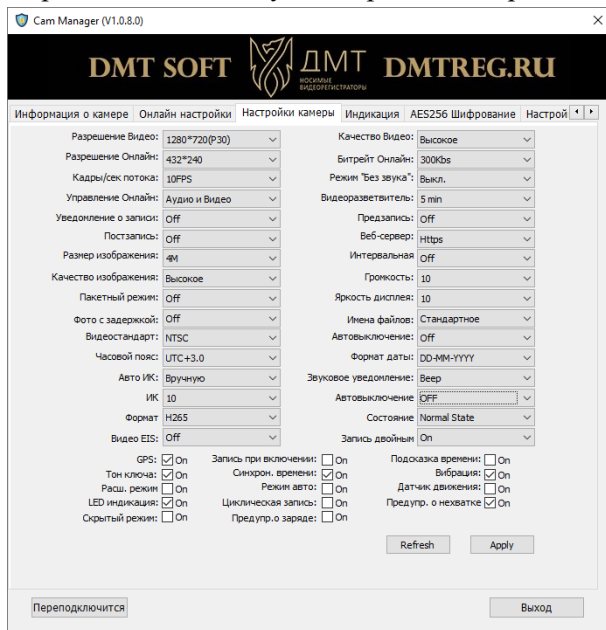 Cam Manager (V1.0.8.0)
DMT SOFT ДМТ НОСИМЫЕ ВИДЕОРЕГИСТРАТОРЫ DMTREG.RU
Информация о камере Онлайн настройки Настройки камеры Индикация AES256 Шифрование Настрой
Разрешение Видео: 1280*720(P30) Качество Видео: Высокое
Разрешение Онлайн: 432*240 Битрейт Онлайн: 300Kbs
Кадры/сек потока: 10FPS Режим "Без звука": Выкл.
Управление Онлайн: Аудио и Видео Видеоразветвитель: 5 min
Уведомление о записи: Off Предзапись: Off
Постзапись: Off Веб-сервер: Https
Размер изображения: 4M Интервальная Off
Качество изображения: Высокое Громкость: 10
Пакетный режим: Off Яркость дисплея: 10
Фото с задержкой: Off Имена файлов: Стандартное
Видеостандарт: NTSC Автовыключение: Off
Часовой пояс: UTC+3.0 Формат даты: DD-MM-YYYY
Авто ИК: Вручную Звуковое уведомление: Beep
ИК 10 Автовыключение OFF
Формат H265 Состояние Normal State
Видео EIS: Off Запись двойным On
GPS: On Запись при включении: On Подсказка времени: On
Тон ключа: On Синхрон. времени: On Вибрация: On
Расш. режим On Режим авто: On Датчик движения: On
LED индикация: On Циклическая запись: On Предупр. о нехватке On
Скрытый режим: On Предупр.о заряде: On
Refresh Apply
Переподключится Выход